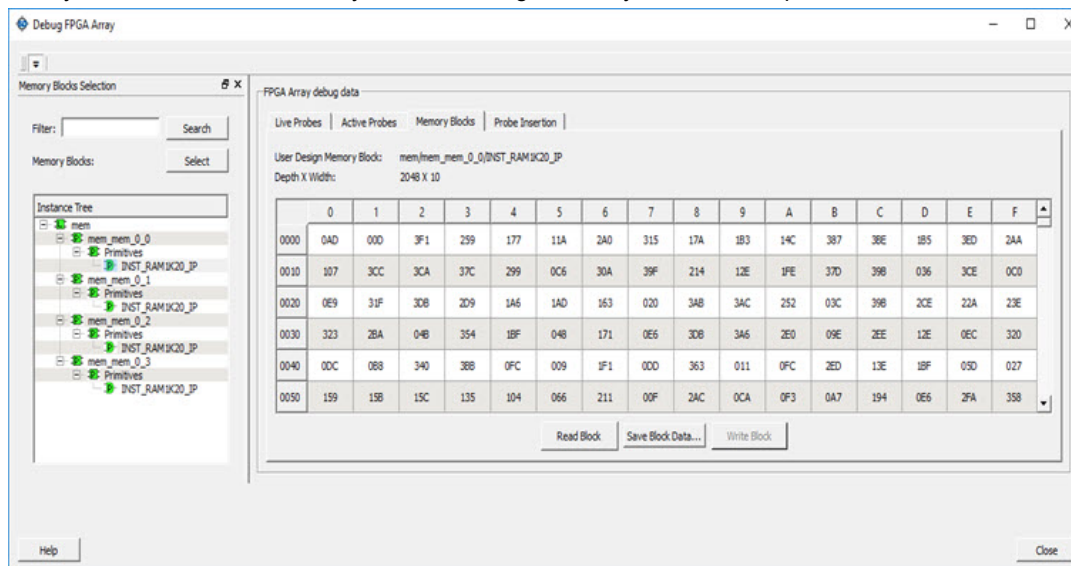 Debug FPGA Array
Memory Blocks Selection
Filter:
Search
Memory Blocks:
Select
Instance Tree
mem
mem_mem_0_0
Primitives
INST_RAM1K20_IP
mem_mem_0_1
Primitives
INST_RAM1K20_IP
mem_mem_0_2
Primitives
INST_RAM1K20_IP
mem_mem_0_3
Primitives
INST_RAM1K20_IP
FPGA Array debug data
Live Probes Active Probes Memory Blocks Probe Insertion
User Design Memory Block: mem/mem_mem_0_0/INST_RAM1K20_IP
Depth X Width: 2048 X 10
0 1 2 3 4 5 6 7 8 9 A B C D E F
0000 0AD 00D 3F1 259 177 11A 2A0 315 17A 1B3 14C 387 3BE 1B5 3ED 2AA
0010 107 3CC 3CA 37C 299 0C6 30A 39F 214 12E 1FE 37D 398 036 3CE 0C0
0020 0E9 31F 3DB 2D9 1A6 1AD 163 020 3AB 3AC 252 03C 398 2CE 22A 23E
0030 323 2BA 04B 354 1BF 048 171 0E6 3DB 3A6 2E0 09E 2EE 12E 0EC 320
0040 0DC 0B8 340 3BB 0FC 009 1F1 0DD 363 011 0FC 2ED 13E 1BF 05D 027
0050 159 15B 15C 135 104 066 211 00F 2AC 0CA 0F3 0A7 194 0E6 2FA 358
Read Block Save Block Data... Write Block
Help
Close